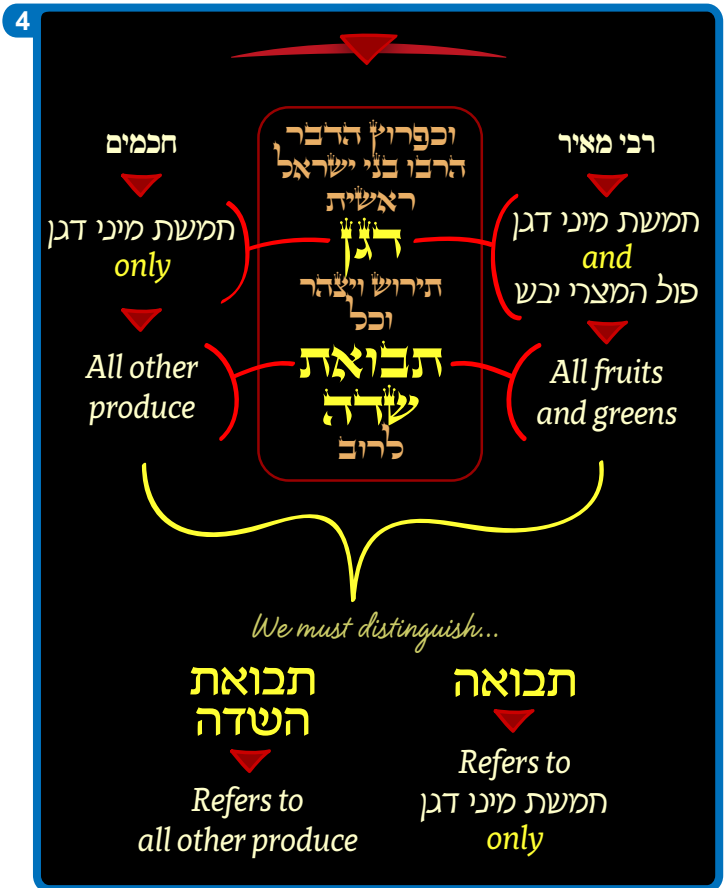 4
רבי מאיר
חמשת מיני דגן
and
פול המצרי יבש
All fruits
and greens
וכפרוץ הדבר
הרבו בני ישראל
ראשית
דגן
תירוש ויצהר
וכל
תבואת
שדה
לרוב
חכמים
חמשת מיני דגן
only
All other
produce
We must distinguish...
תבואה
Refers to
חמשת מיני דגן
only
תבואת
השדה
Refers to
all other produce